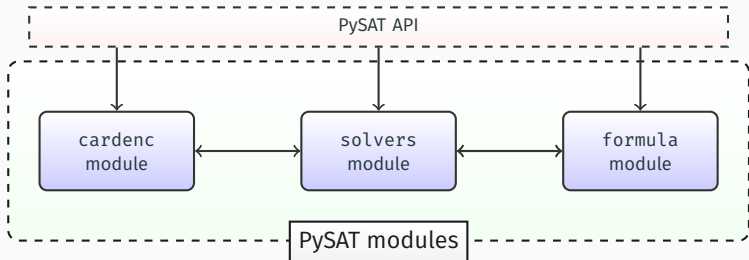 PySAT API
cardenc
module
solvers
module
formula
module
PySAT modules